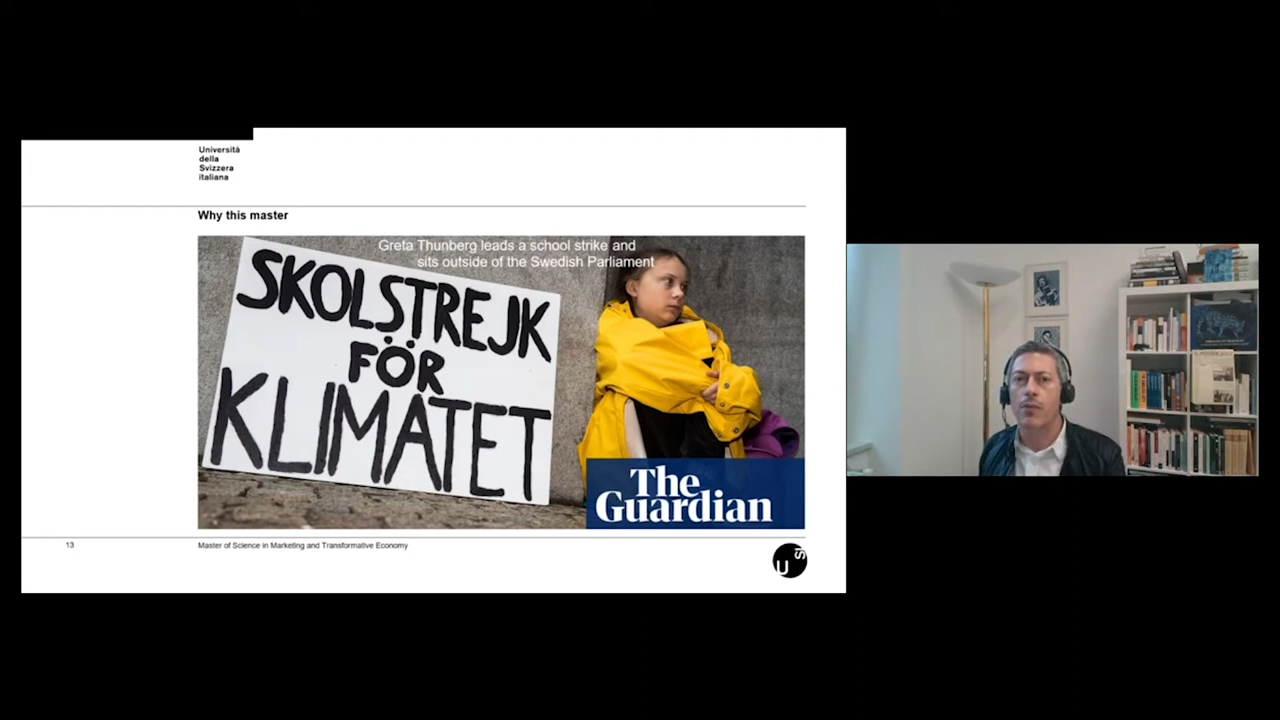 Università
della
Svizzera
italiana
Why this master
Greta Thunberg leads a school strike and
sits outside of the Swedish Parliament
SKOLSTREJK
FÖR
KLIMATET
The
Guardian
13
Master of Science in Marketing and Transformative Economy
USI